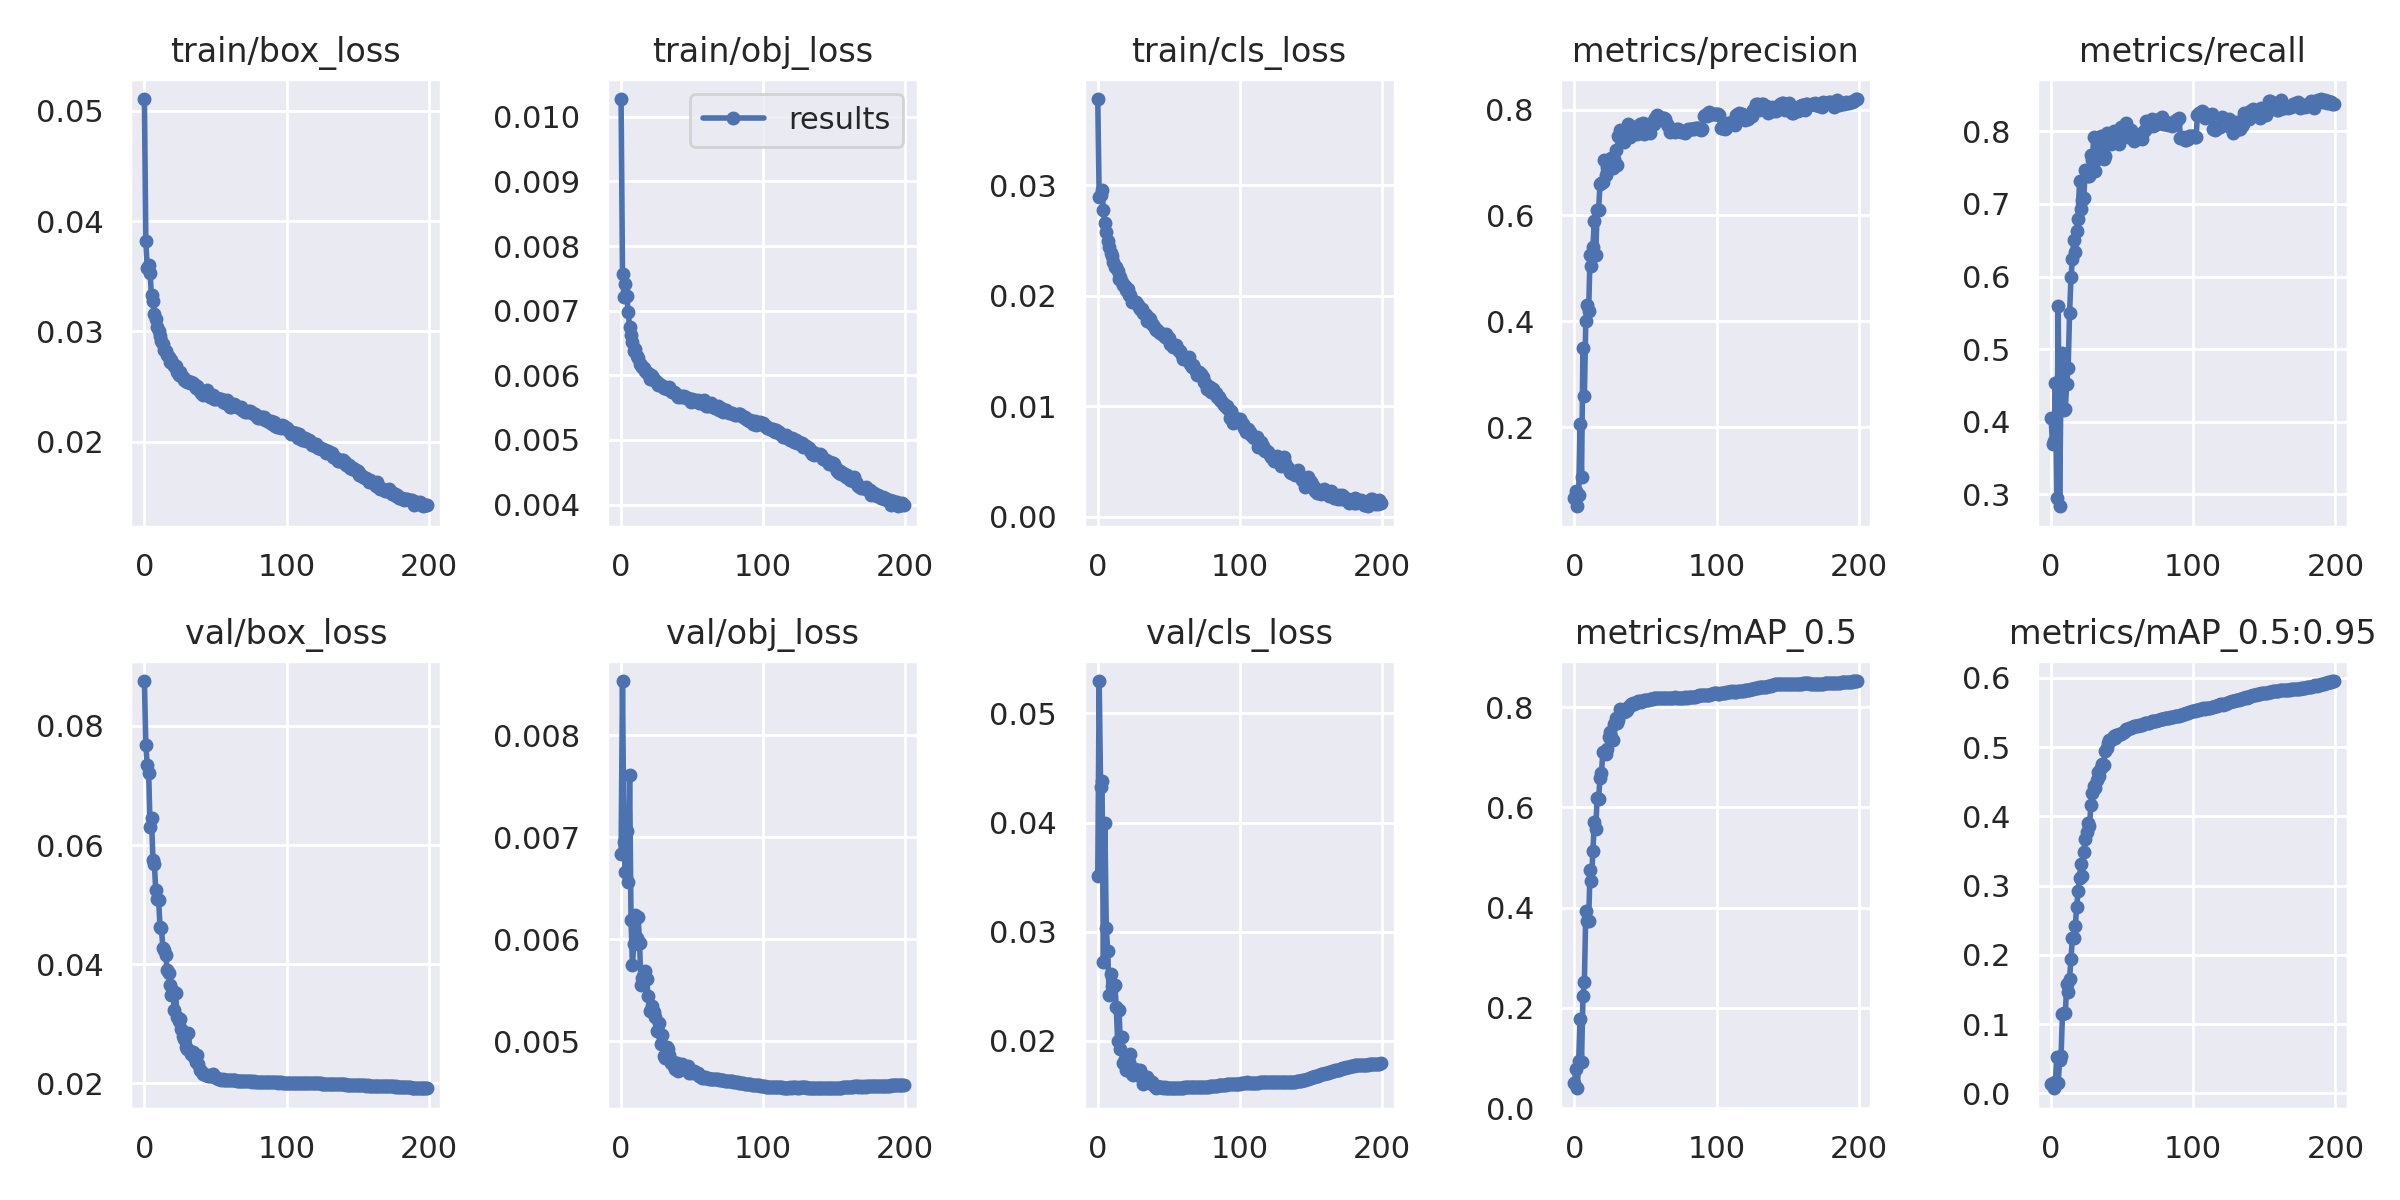 train/box_loss
0.05
0.04
0.03
0.02
0 100 200
train/obj_loss
results
0.010
0.009
0.008
0.007
0.006
0.005
0.004
0 100 200
train/cls_loss
0.03
0.02
0.01
0.00
0 100 200
metrics/precision
0.8
0.6
0.4
0.2
0 100 200
metrics/recall
0.8
0.7
0.6
0.5
0.4
0.3
0 100 200
val/box_loss
0.08
0.06
0.04
0.02
0 100 200
val/obj_loss
0.008
0.007
0.006
0.005
0 100 200
val/cls_loss
0.05
0.04
0.03
0.02
0 100 200
metrics/mAP_0.5
0.8
0.6
0.4
0.2
0.0
0 100 200
metrics/mAP_0.5:0.95
0.6
0.5
0.4
0.3
0.2
0.1
0.0
0 100 200